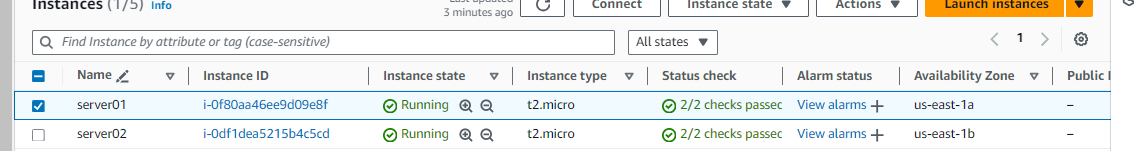 Instances (1/5) Info
Last updated
3 minutes ago
Connect
Instance state
Actions
Launch instances
Find Instance by attribute or tag (case-sensitive)
All states
1
Name Instance ID Instance state Instance type Status check Alarm status Availability Zone Public
server01 i-0f80aa46ee9d09e8f Running t2.micro 2/2 checks passed View alarms + us-east-1a –
server02 i-0df1dea5215b4c5cd Running t2.micro 2/2 checks passed View alarms + us-east-1b –